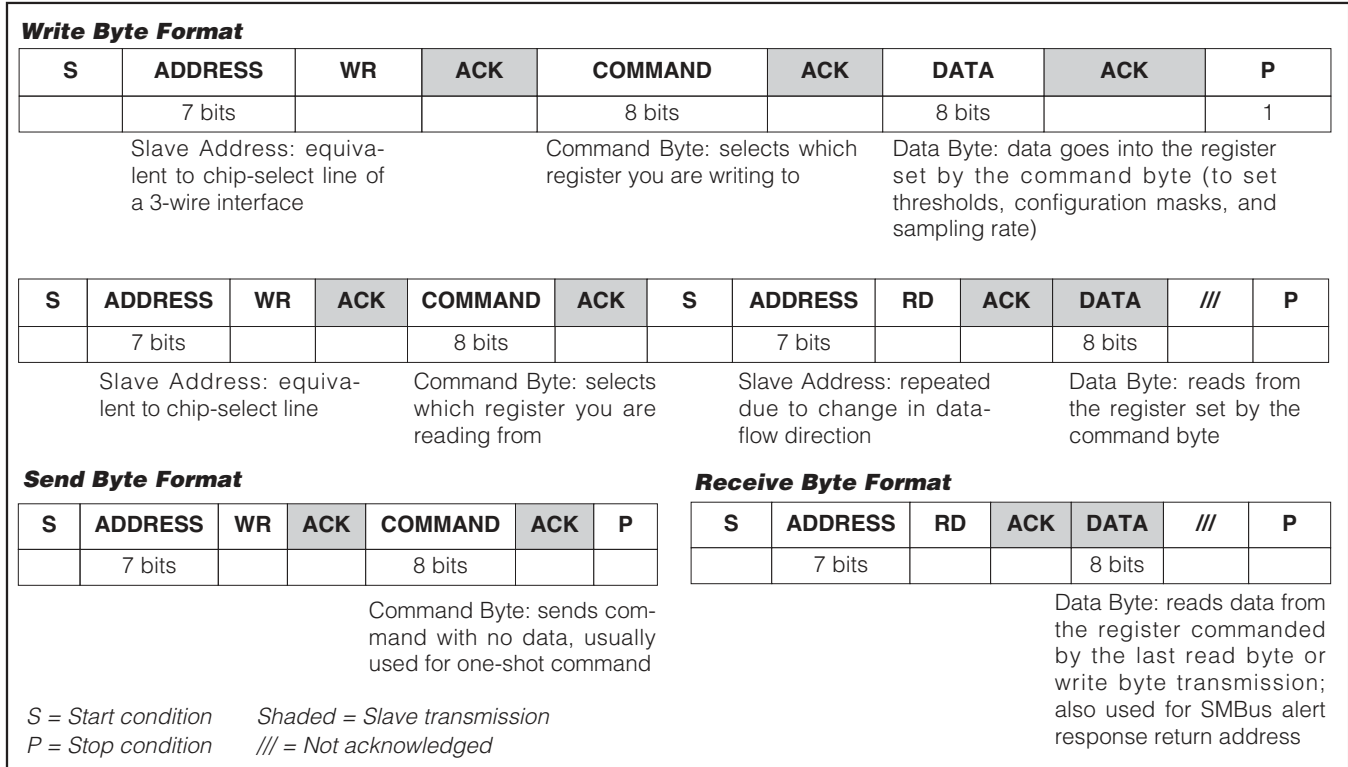 Write Byte Format
S ADDRESS WR ACK COMMAND ACK DATA ACK P
7 bits 8 bits 8 bits 1
Slave Address: equiva-
lent to chip-select line of
a 3-wire interface
Command Byte: selects which
register you are writing to
Data Byte: data goes into the register
set by the command byte (to set
thresholds, configuration masks, and
sampling rate)
S ADDRESS WR ACK COMMAND ACK S ADDRESS RD ACK DATA /// P
7 bits 8 bits 7 bits 8 bits
Slave Address: equiva-
lent to chip-select line
Command Byte: selects
which register you are
reading from
Slave Address: repeated
due to change in data-
flow direction
Data Byte: reads from
the register set by the
command byte
Send Byte Format
S ADDRESS WR ACK COMMAND ACK P
7 bits 8 bits
Command Byte: sends com-
mand with no data, usually
used for one-shot command
Receive Byte Format
S ADDRESS RD ACK DATA /// P
7 bits 8 bits
Data Byte: reads data from
the register commanded
by the last read byte or
write byte transmission;
also used for SMBus alert
response return address
S = Start condition Shaded = Slave transmission
P = Stop condition /// = Not acknowledged